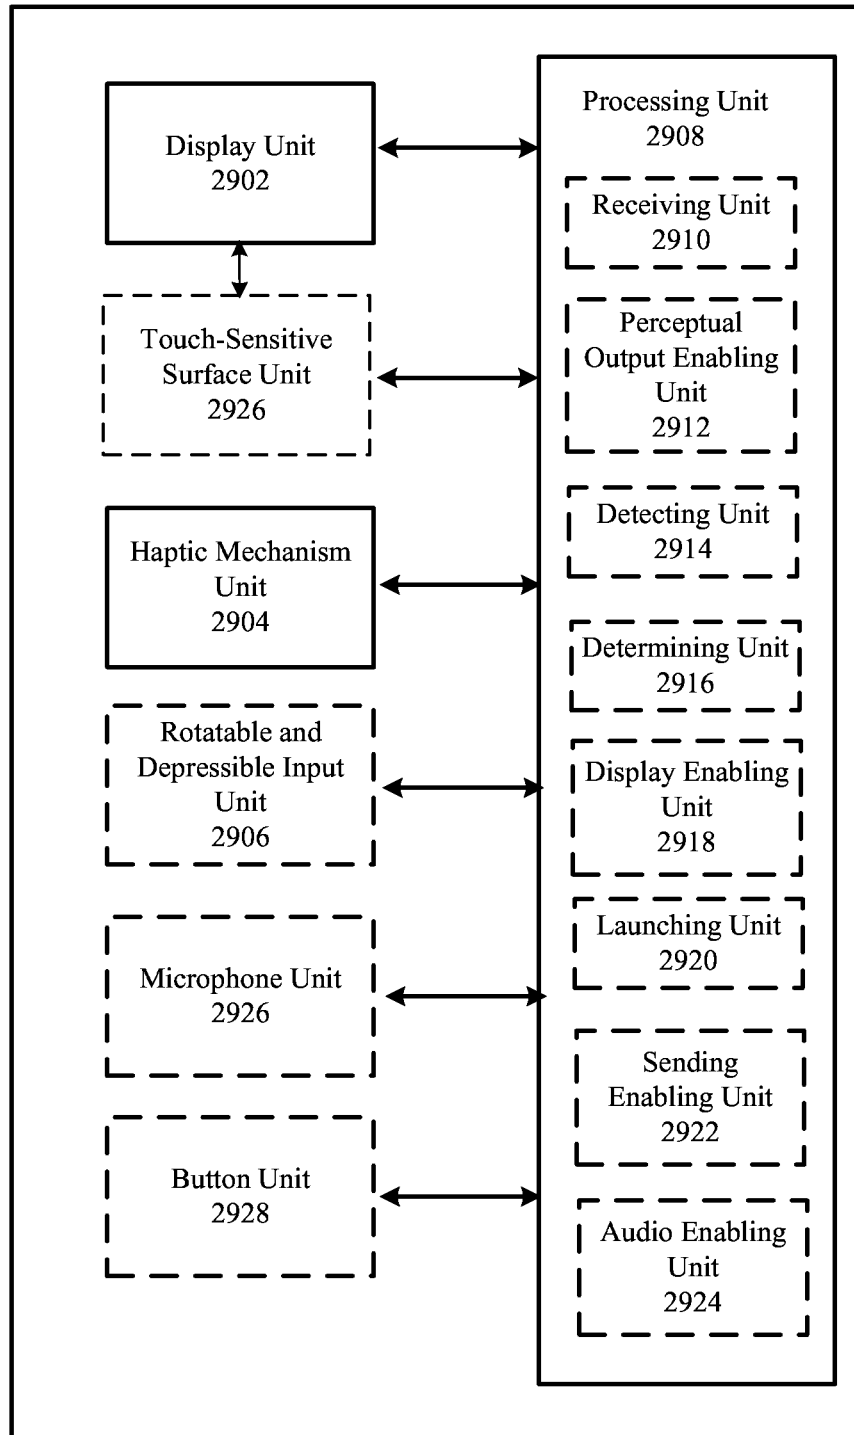 Display Unit
2902
Touch-Sensitive
Surface Unit
2926
Haptic Mechanism
Unit
2904
Rotatable and
Depressible Input
Unit
2906
Microphone Unit
2926
Button Unit
2928
Processing Unit
2908
Receiving Unit
2910
Perceptual
Output Enabling
Unit
2912
Detecting Unit
2914
Determining Unit
2916
Display Enabling
Unit
2918
Launching Unit
2920
Sending
Enabling Unit
2922
Audio Enabling
Unit
2924